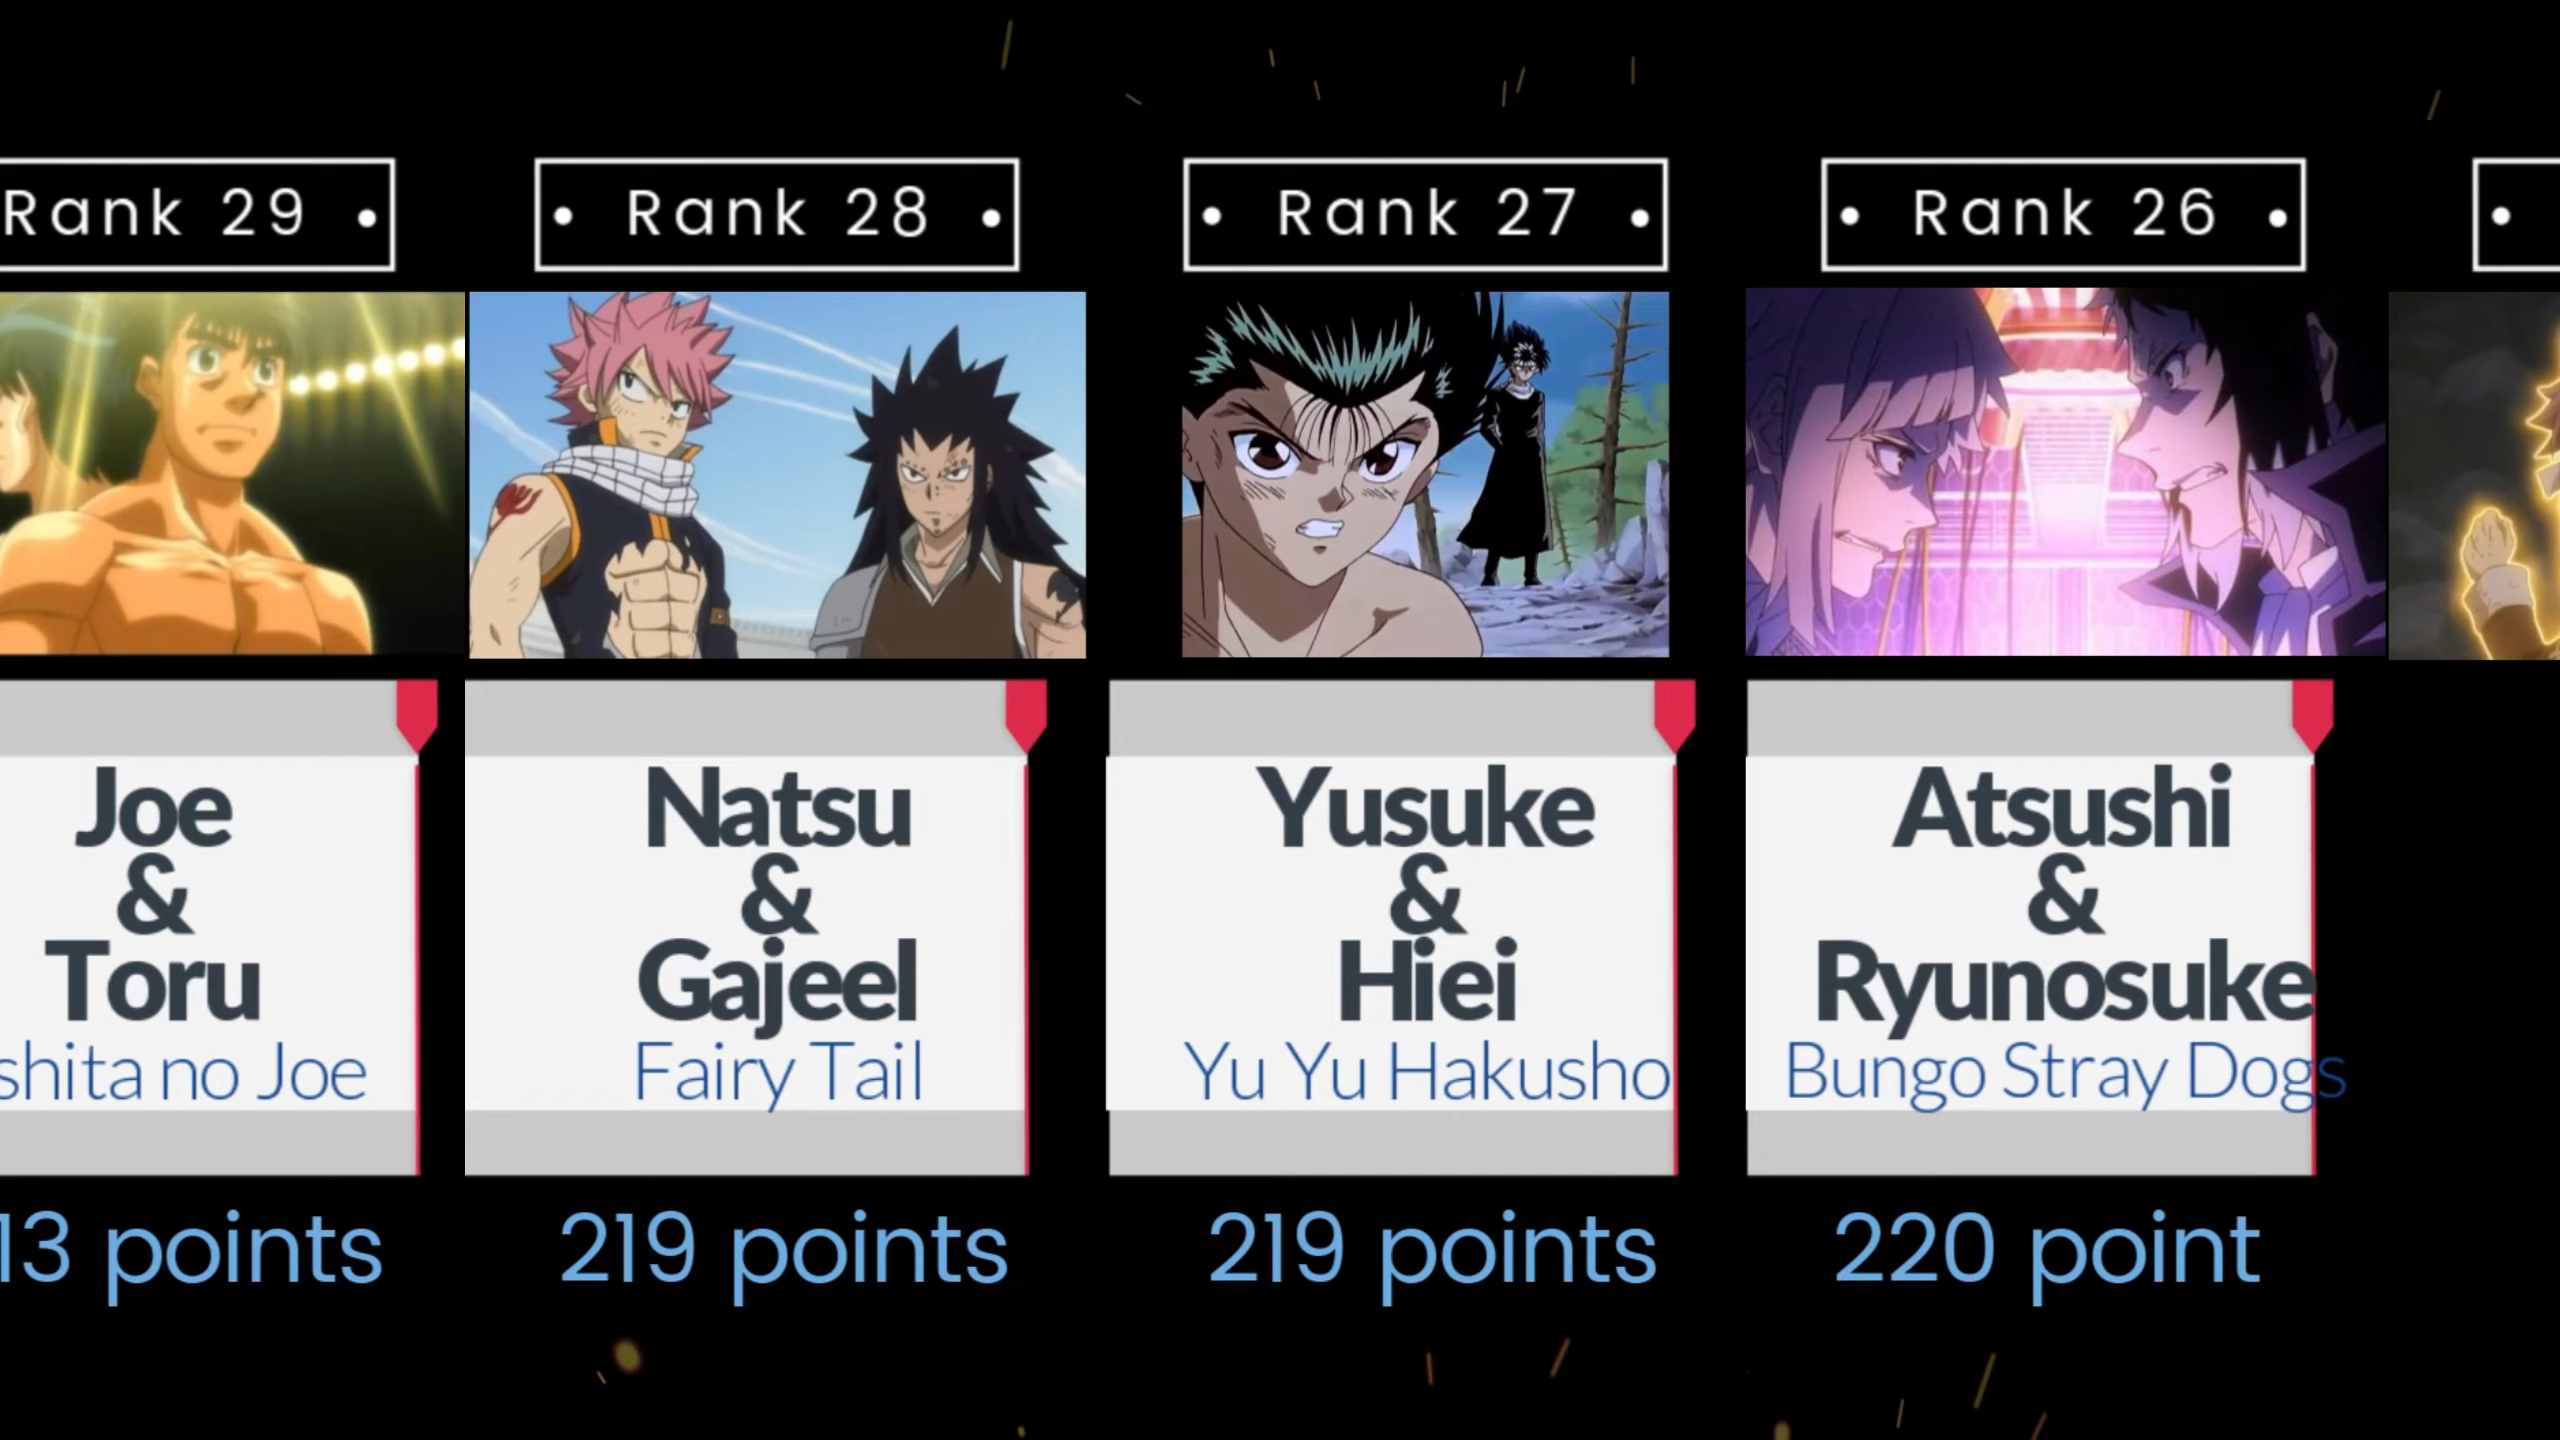 Rank 29
Joe
&
Toru
shita no Joe
13 points
Rank 28
Natsu
&
Gajeel
Fairy Tail
219 points
Rank 27
Yusuke
&
Hiei
Yu Yu Hakusho
219 points
Rank 26
Atsushi
&
Ryunosuke
Bungo Stray Dogs
220 point